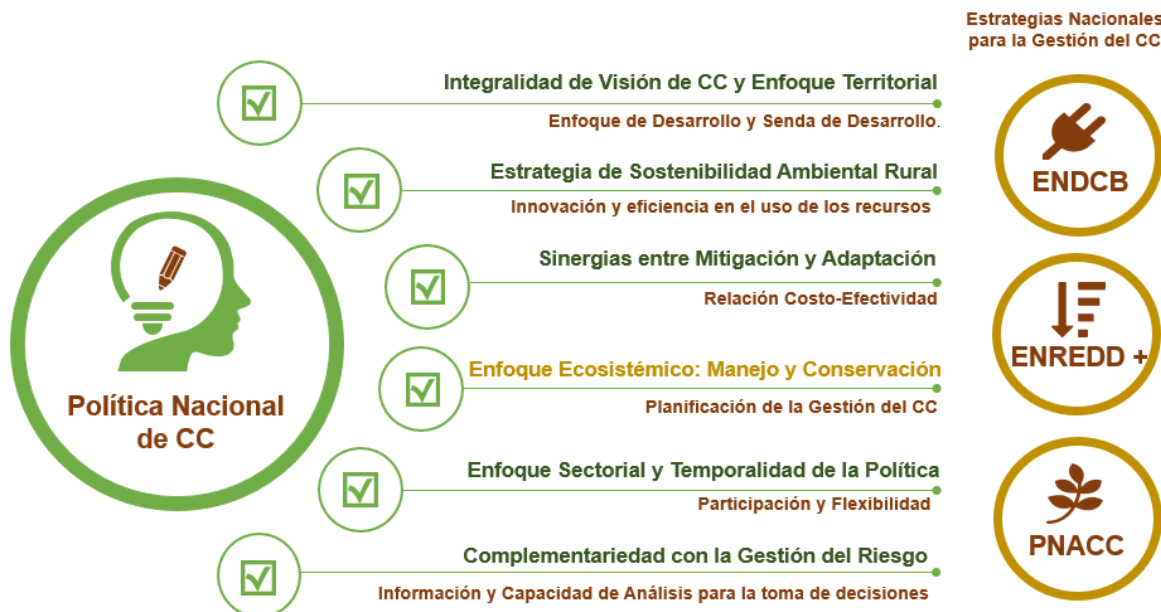 Estrategias Nacionales
para la Gestión del CC
Integralidad de Visión de CC y Enfoque Territorial
Enfoque de Desarrollo y Senda de Desarrollo.
Estrategia de Sostenibilidad Ambiental Rural
Innovación y eficiencia en el uso de los recursos
Sinergias entre Mitigación y Adaptación
Relación Costo-Efectividad
Enfoque Ecosistémico: Manejo y Conservación
Planificación de la Gestión del CC
Enfoque Sectorial y Temporalidad de la Política
Participación y Flexibilidad
Complementariedad con la Gestión del Riesgo
Información y Capacidad de Análisis para la toma de decisiones
Política Nacional
de CC
ENDCB
ENREDD +
PNACC